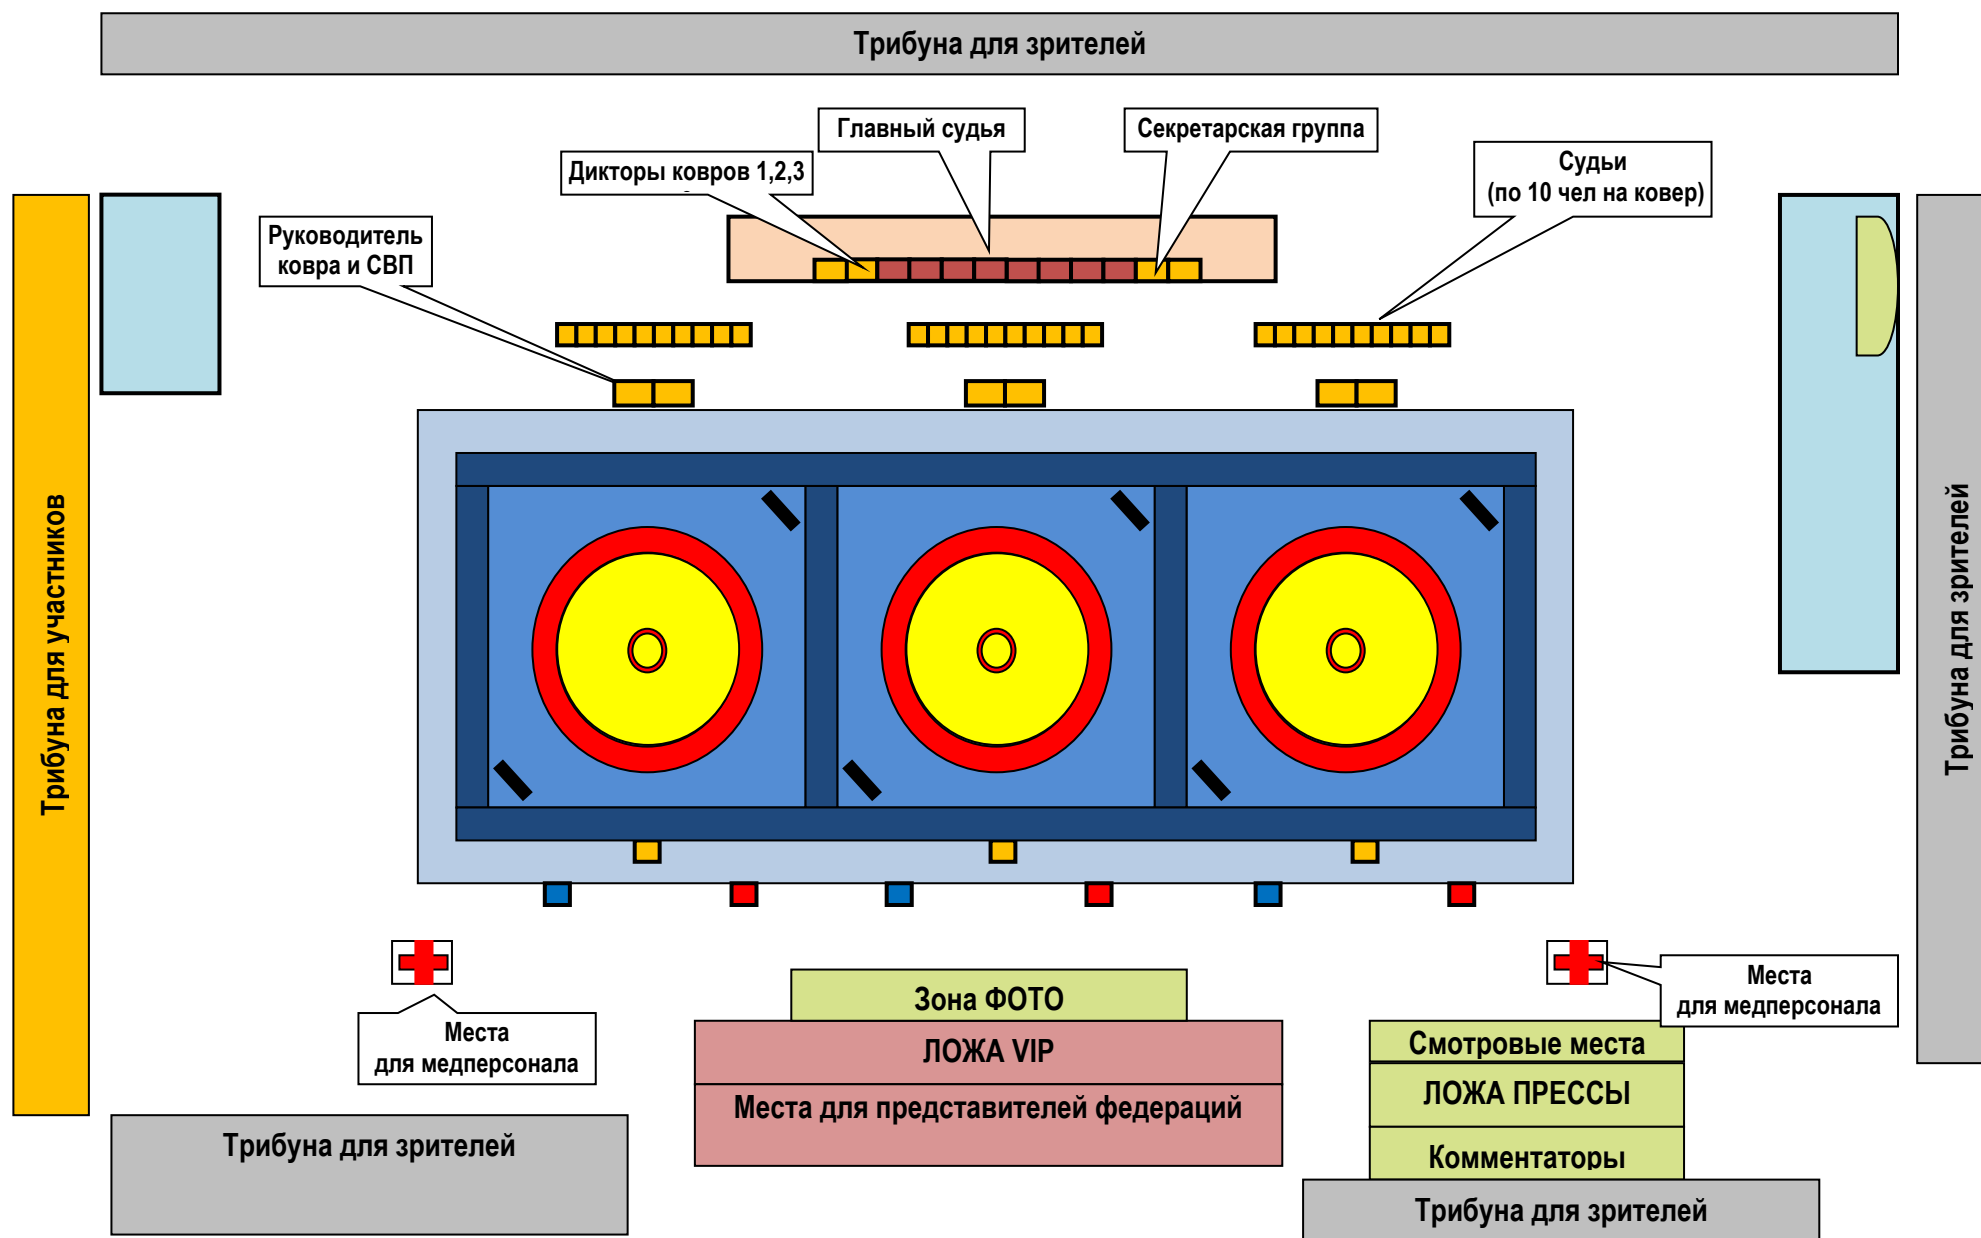 Трибуна для зрителей
Главный судья
Секретарская группа
Дикторы ковров 1,2,3
Судьи
(по 10 чел на ковер)
Руководитель
ковра и СВП
Трибуна для участников
Трибуна для зрителей
Места
для медперсонала
Места
для медперсонала
Зона ФОТО
ЛОЖА VIP
Места для представителей федераций
Смотровые места
ЛОЖА ПРЕССЫ
Комментаторы
Трибуна для зрителей
Трибуна для зрителей